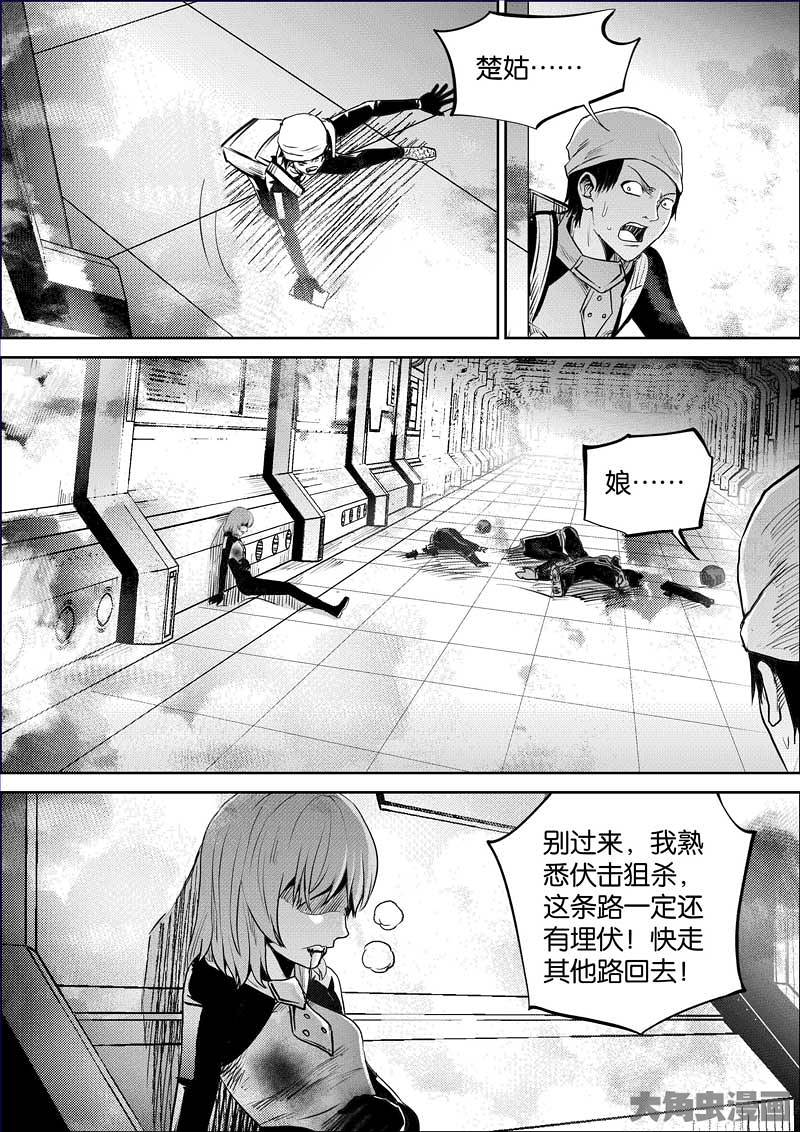 楚姑……
娘……
别过来，我熟
悉伏击狙杀，
这条路一定还
有埋伏！快走
其他路回去！
大角虫漫画